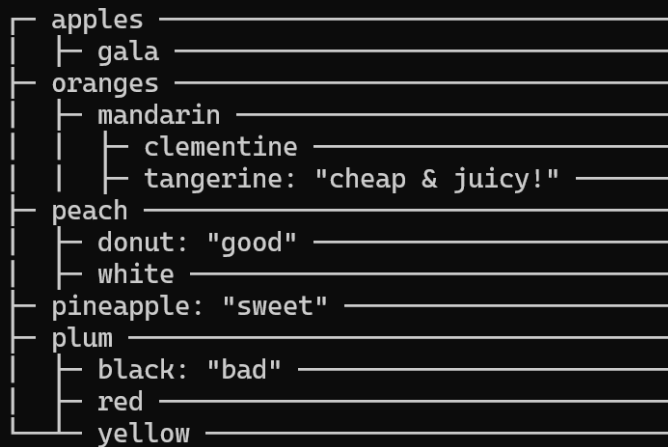 apples
gala
oranges
mandarin
clementine
tangerine: "cheap & juicy!"
peach
donut: "good"
white
pineapple: "sweet"
plum
black: "bad"
red
yellow